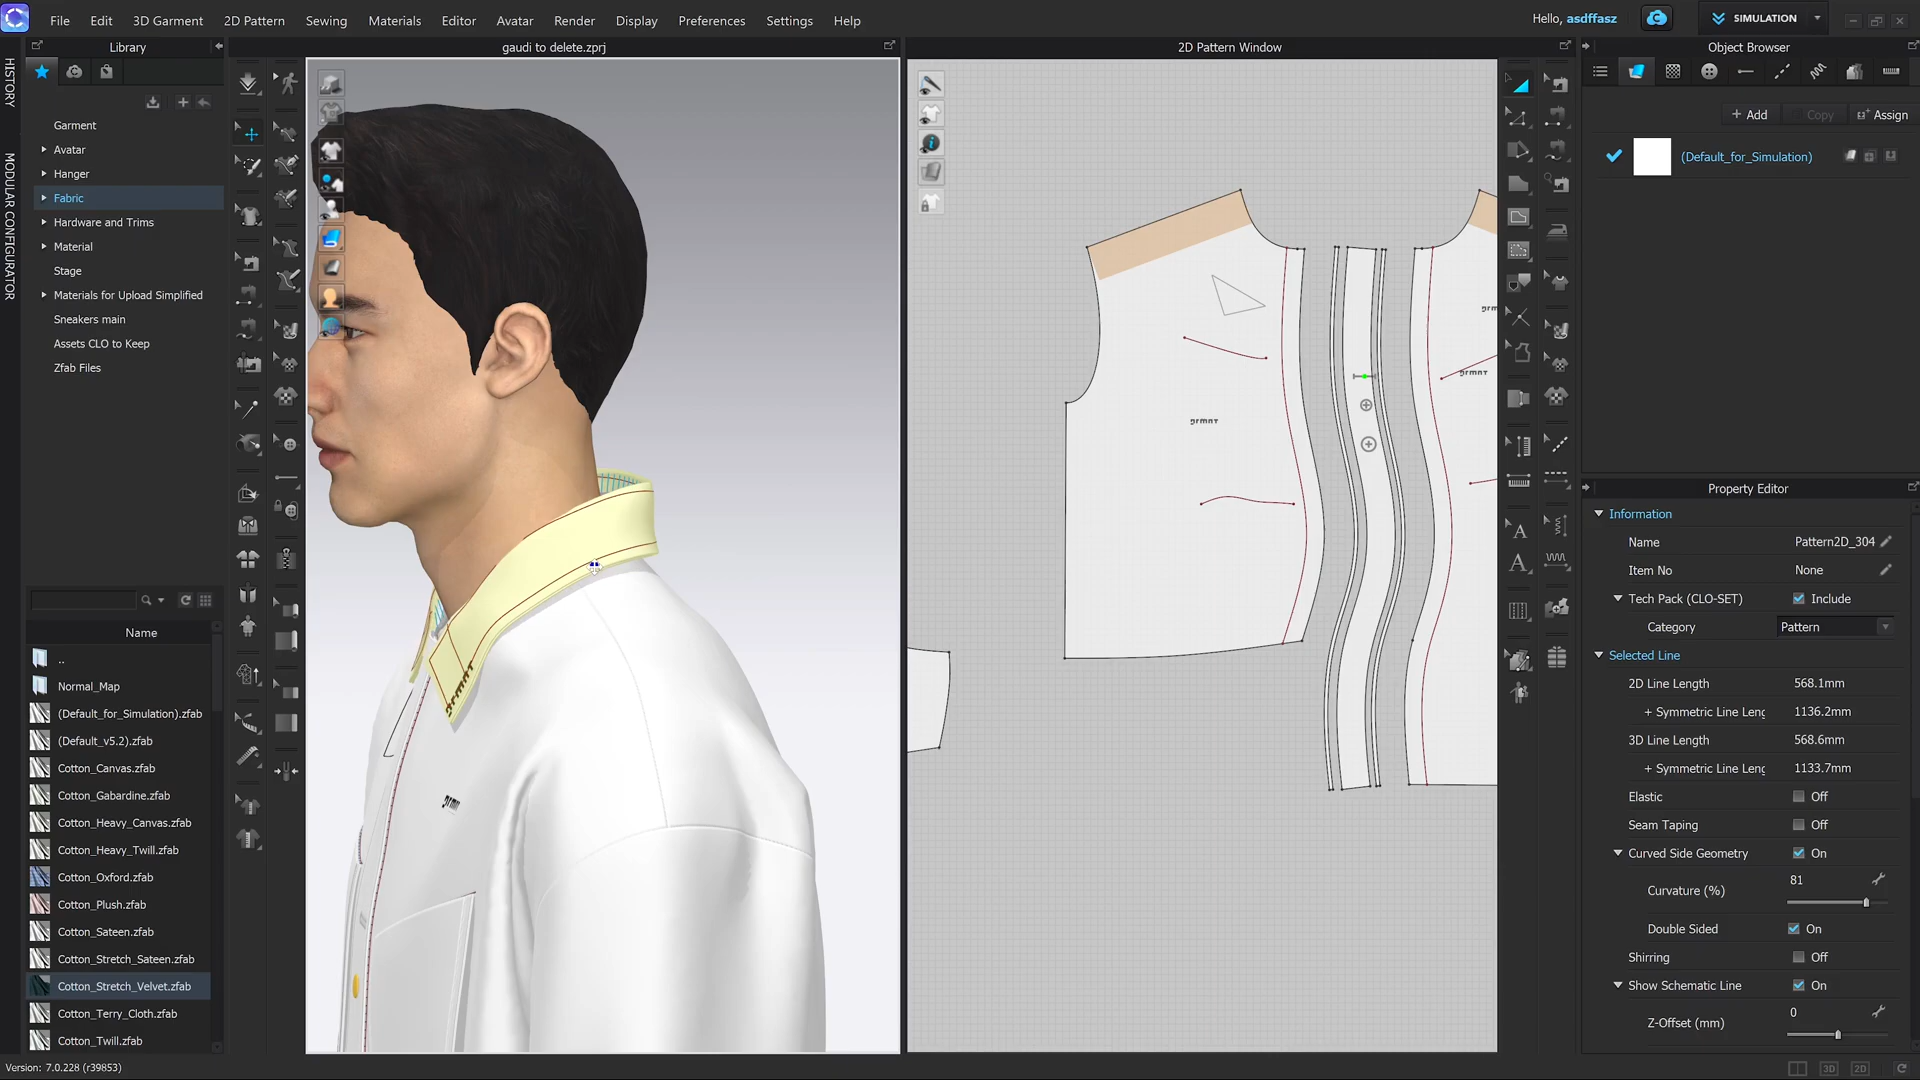 File Edit 3D Garment 2D Pattern Sewing Materials Editor Avatar Render Display Preferences Settings Help
Hello, asdffasz
SIMULATION
HISTORY
MODULAR CONFIGURATOR
Library
Garment
Avatar
Hanger
Fabric
Hardware and Trims
Material
Stage
Materials for Upload Simplified
Sneakers main
Assets CLO to Keep
Zfab Files
Name
..
Normal_Map
(Default_for_Simulation).zfab
(Default_v5.2).zfab
Cotton_Canvas.zfab
Cotton_Gabardine.zfab
Cotton_Heavy_Canvas.zfab
Cotton_Heavy_Twill.zfab
Cotton_Oxford.zfab
Cotton_Plush.zfab
Cotton_Sateen.zfab
Cotton_Stretch_Sateen.zfab
Cotton_Stretch_Velvet.zfab
Cotton_Terry_Cloth.zfab
Cotton_Twill.zfab
Version: 7.0.228 (r39853)
gaudi to delete.zprj
2D Pattern Window
Object Browser
+ Add Copy Assign
(Default_for_Simulation)
Property Editor
Information
Name Pattern2D_304
Item No None
Tech Pack (CLO-SET) Include
Category Pattern
Selected Line
2D Line Length 568.1mm
+ Symmetric Line Leng 1136.2mm
3D Line Length 568.6mm
+ Symmetric Line Leng 1133.7mm
Elastic Off
Seam Taping Off
Curved Side Geometry On
Curvature (%) 81
Double Sided On
Shirring Off
Show Schematic Line On
Z-Offset (mm) 0
3D 2D